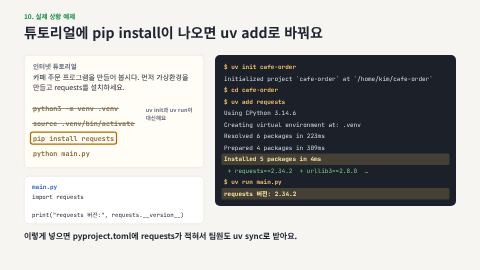 10. 실제 상황 예제
튜토리얼에 pip install이 나오면 uv add로 바꿔요
인터넷 튜토리얼
카페 주문 프로그램을 만들어 봅시다. 먼저 가상환경을
만들고 requests를 설치하세요.
python3 -m venv .venv
source .venv/bin/activate
uv init과 uv run이
대신해요
pip install requests
python main.py
main.py
import requests
print("requests 버전:", requests.__version__)
$ uv init cafe-order
Initialized project `cafe-order` at `/home/kim/cafe-order`
$ cd cafe-order
$ uv add requests
Using CPython 3.14.6
Creating virtual environment at: .venv
Resolved 6 packages in 223ms
Prepared 4 packages in 309ms
Installed 5 packages in 4ms
+ requests==2.34.2 + urllib3==2.8.0 …
$ uv run main.py
requests 버전: 2.34.2
이렇게 넣으면 pyproject.toml에 requests가 적혀서 팀원도 uv sync로 받아요.